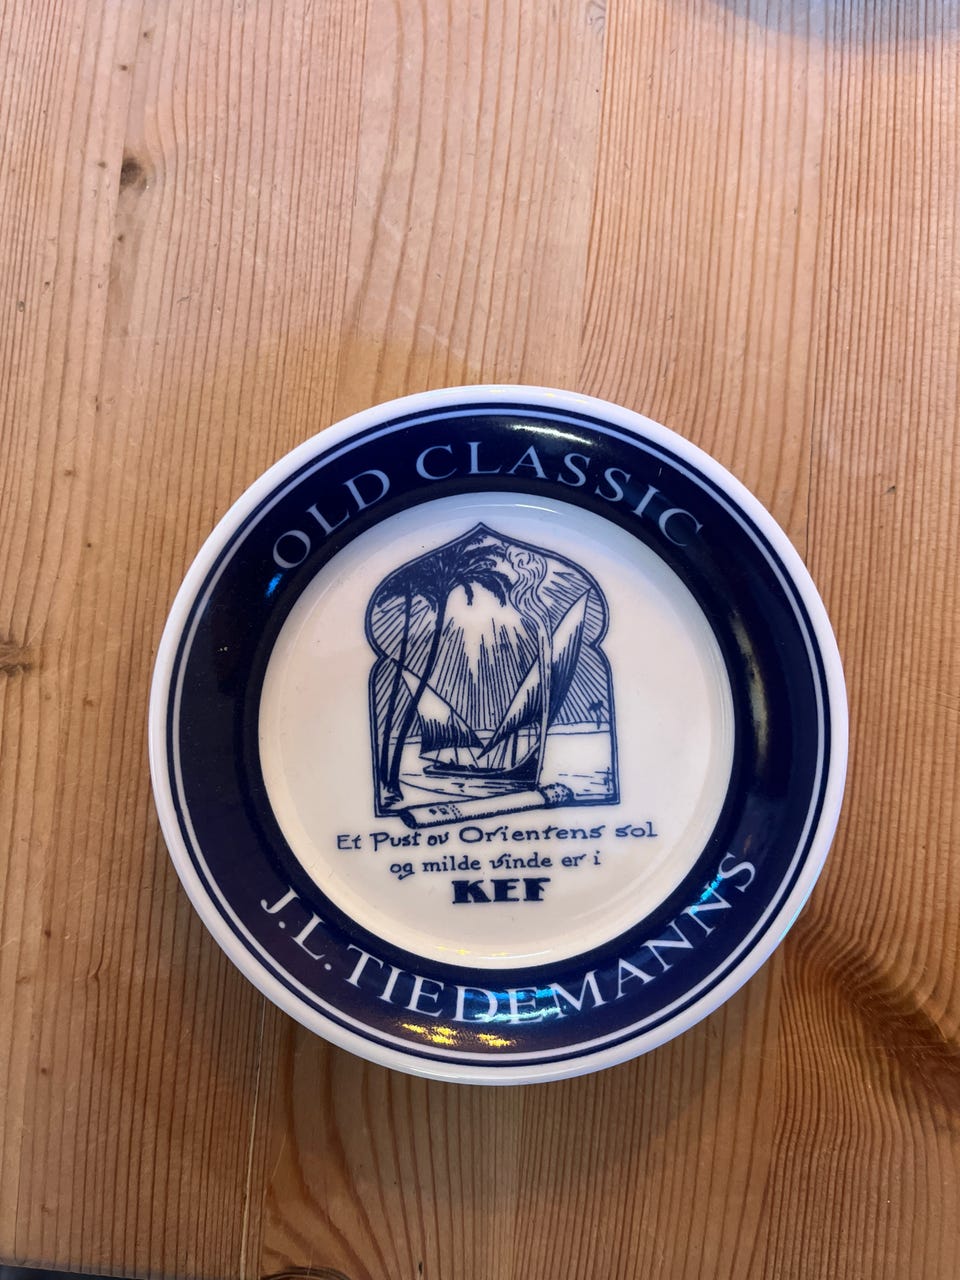 OLD CLASSIC
Et Pust av Orientens sol
og milde vinde er i
KEF
J.L.TIEDEMANNS